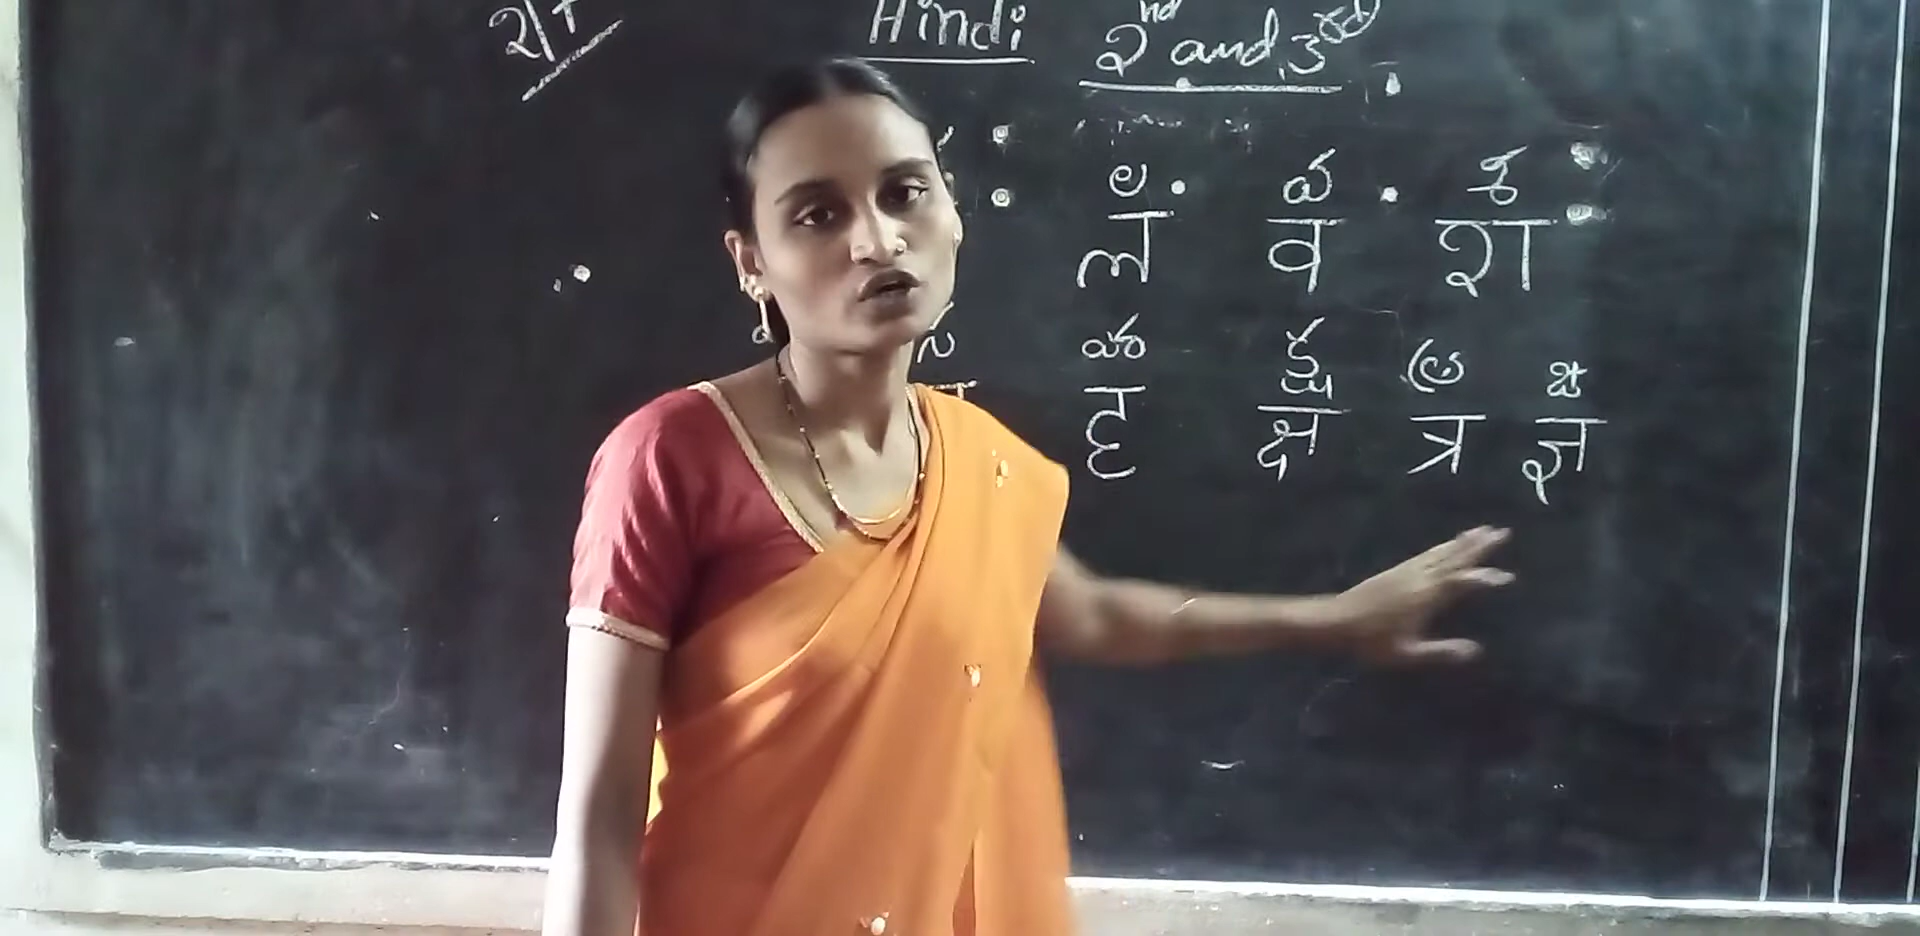 श
Hindi 2nd and 3rd
ల వ శ
ल व श
స హ క్ష త్ర జ్ఞ
ह क्ष त्र ज्ञ